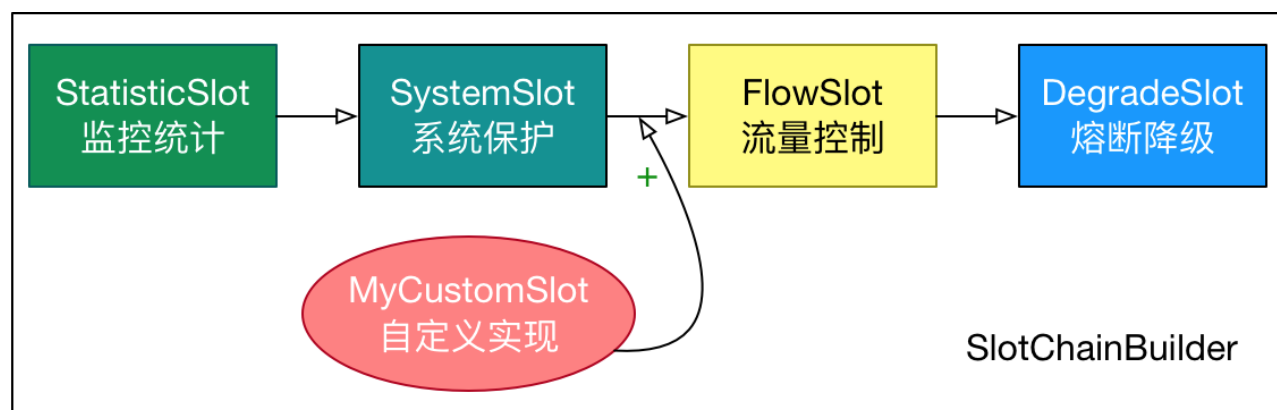 StatisticSlot
监控统计
SystemSlot
系统保护
FlowSlot
流量控制
DegradeSlot
熔断降级
+
MyCustomSlot
自定义实现
SlotChainBuilder